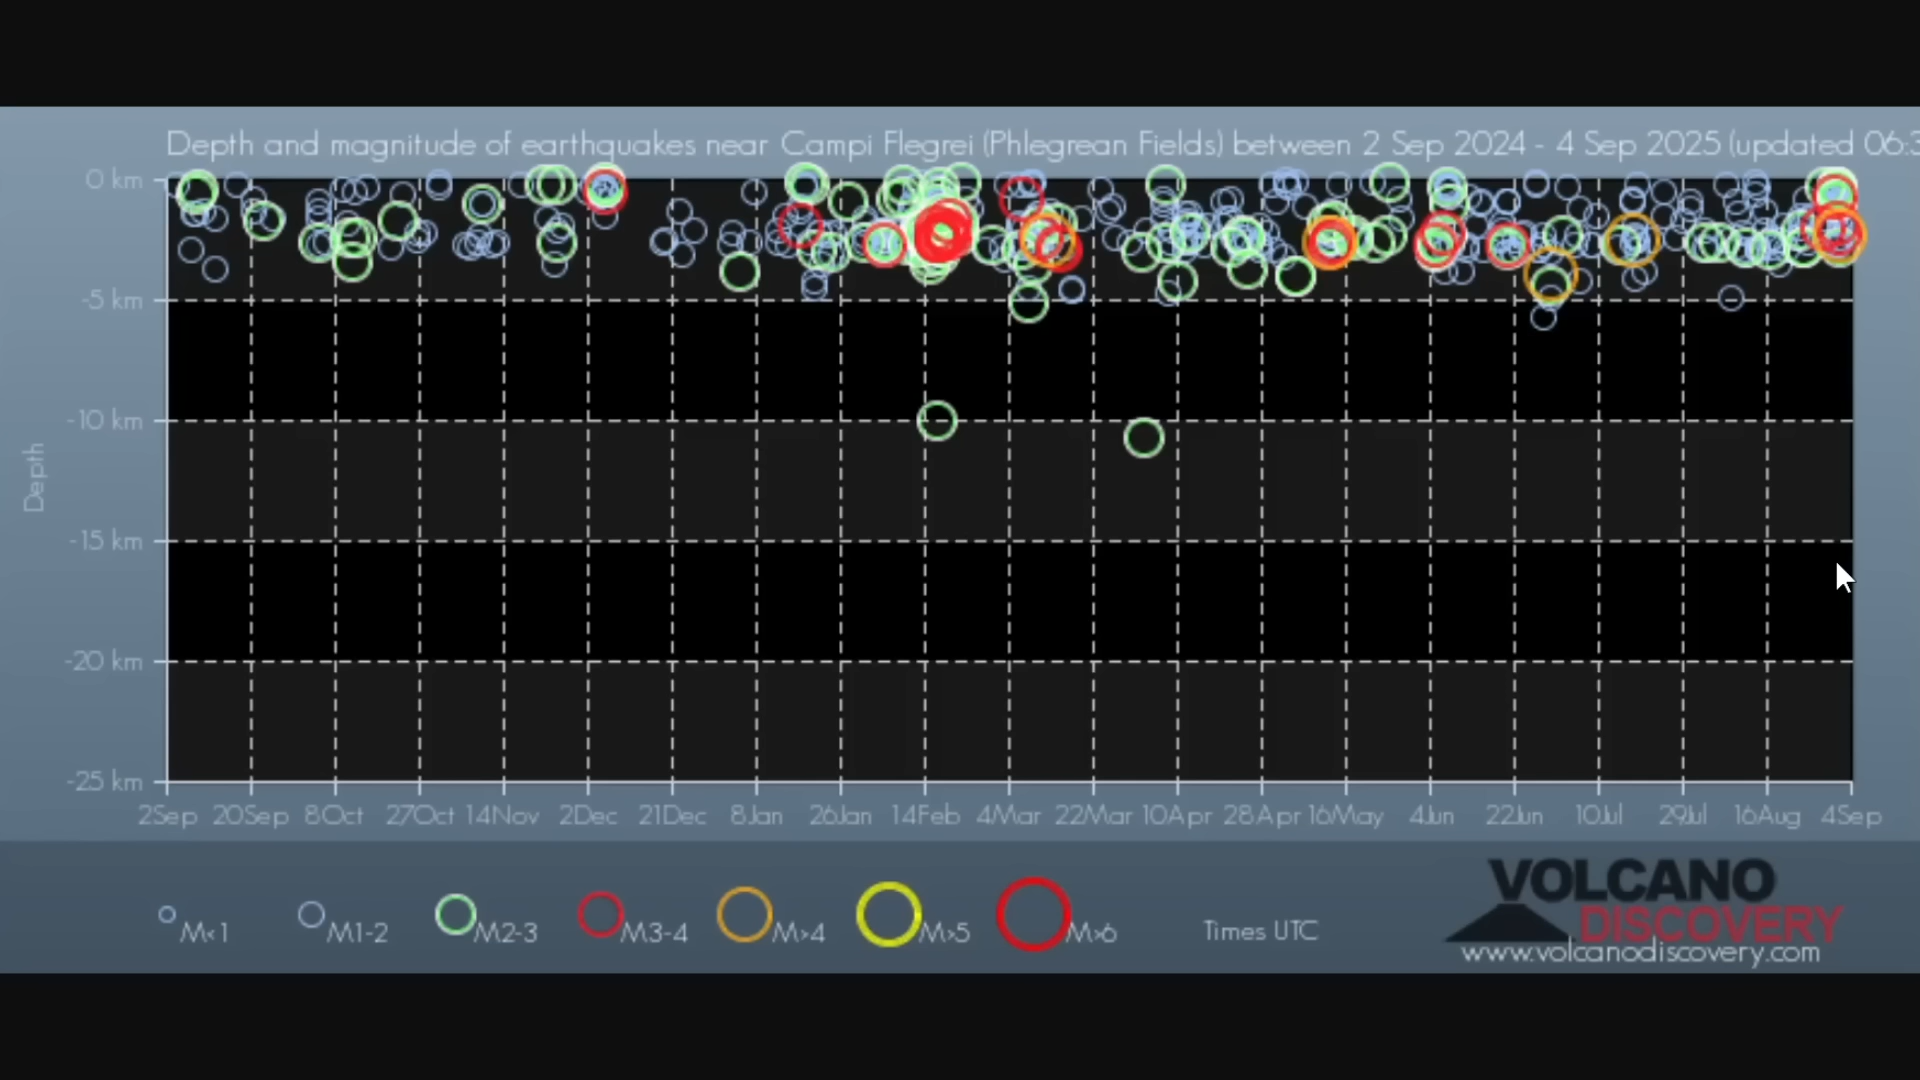 Depth and magnitude of earthquakes near Campi Flegrei (Phlegrean Fields) between 2 Sep 2024 - 4 Sep 2025 (updated 06:3
0 km
-5 km
-10 km
-15 km
-20 km
-25 km
Depth
2Sep 20Sep 8Oct 27Oct 14Nov 2Dec 21Dec 8Jan 26Jan 14Feb 4Mar 22Mar 10Apr 28Apr 16May 4Jun 22Jun 10Jul 29Jul 16Aug 4Sep
M<1 M1-2 M2-3 M3-4 M>4 M>5 M>6 Times UTC
VOLCANO
DISCOVERY
www.volcanodiscovery.com